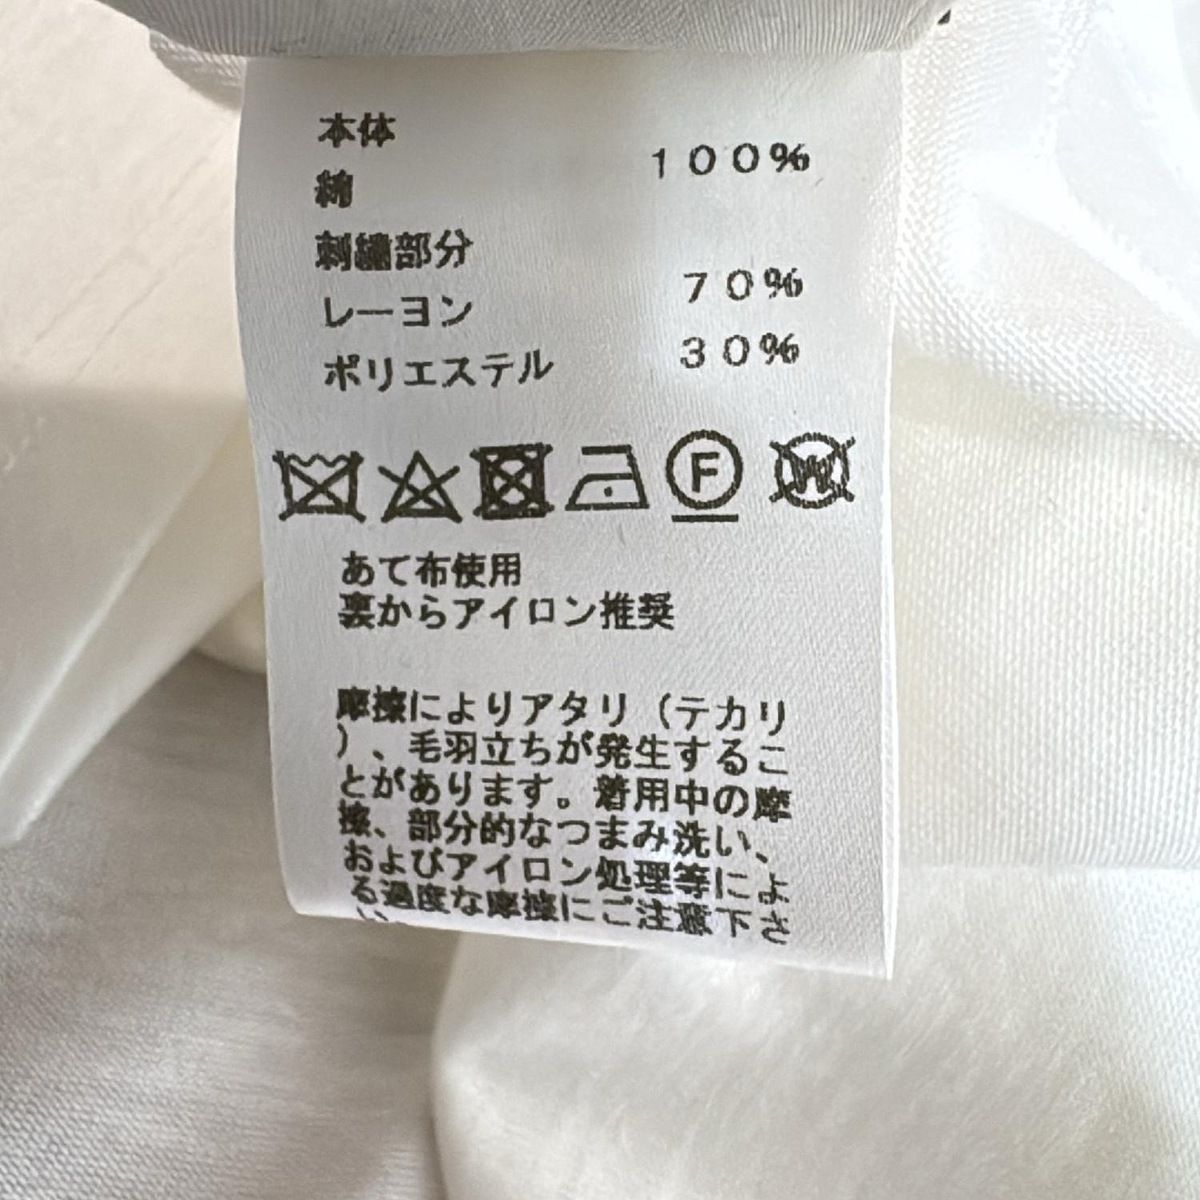 本体
綿 100%
刺繍部分
レーヨン 70%
ポリエステル 30%
F W
あて布使用
裏からアイロン推奨
摩擦によりアタリ（テカリ
）、毛羽立ちが発生するこ
とがあります。着用中の摩
擦、部分的なつまみ洗い、
およびアイロン処理等によ
る過度な摩擦にご注意下さ
い